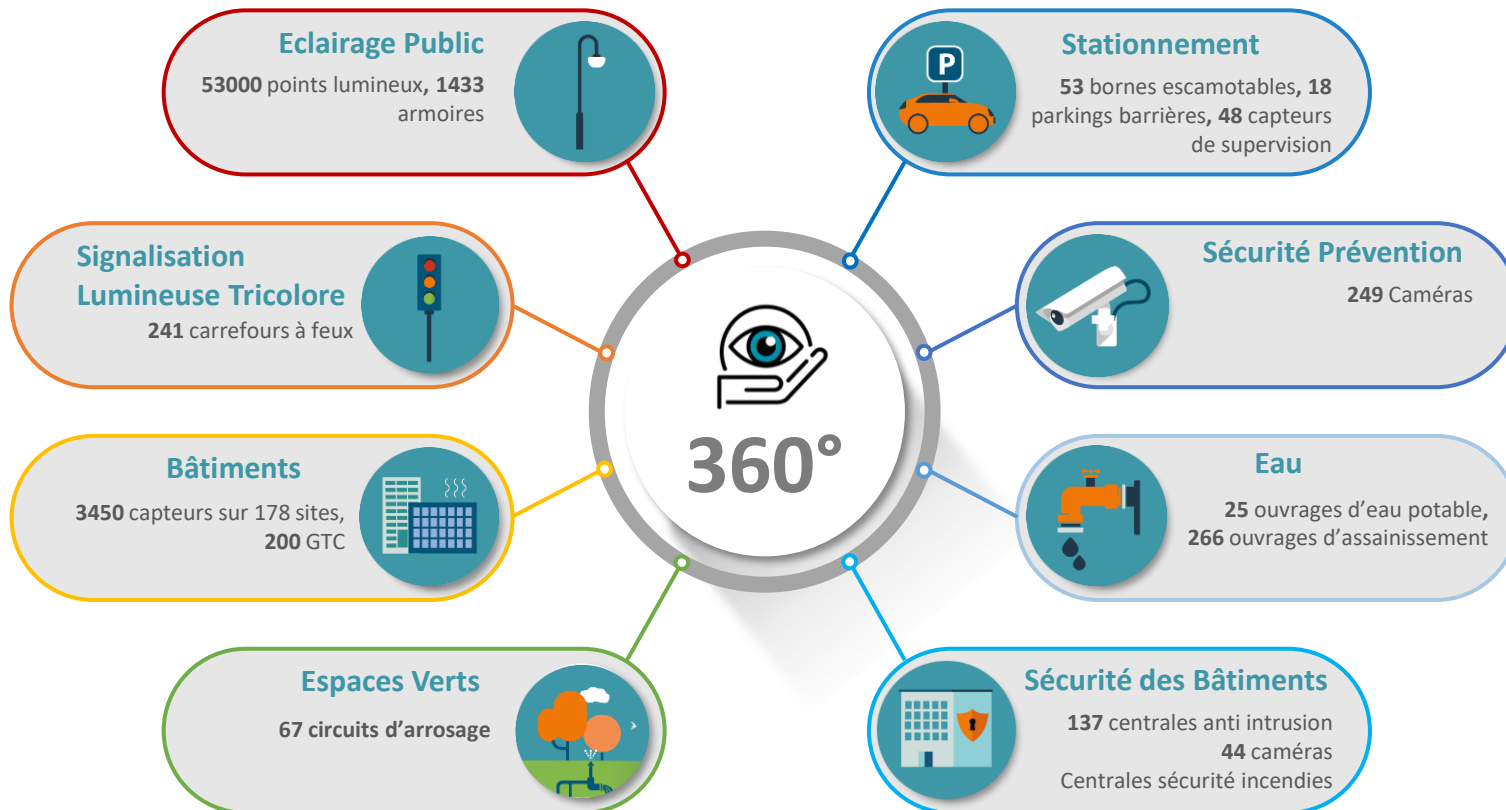 Eclairage Public
53000 points lumineux, 1433
armoires
Stationnement
P
53 bornes escamotables, 18
parkings barrières, 48 capteurs
de supervision
Signalisation
Lumineuse Tricolore
241 carrefours à feux
Sécurité Prévention
249 Caméras
360°
Bâtiments
3450 capteurs sur 178 sites,
200 GTC
Eau
25 ouvrages d’eau potable,
266 ouvrages d’assainissement
Espaces Verts
67 circuits d’arrosage
Sécurité des Bâtiments
137 centrales anti intrusion
44 caméras
Centrales sécurité incendies